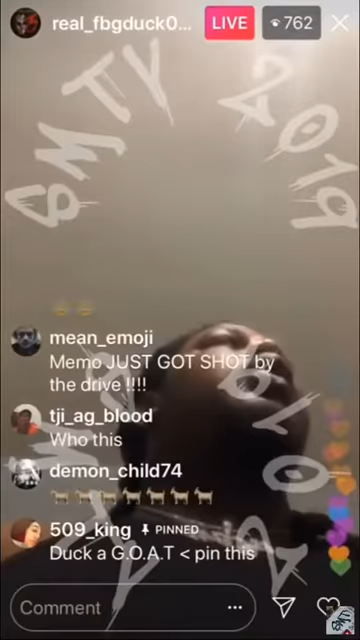 real_fbgduck0...
LIVE
762
8MTY 2019
mean_emoji
Memo JUST GOT SHOT by
the drive !!!!
tji_ag_blood
Who this
demon_child74
509_king PINNED
Duck a G.O.A.T < pin this
Comment